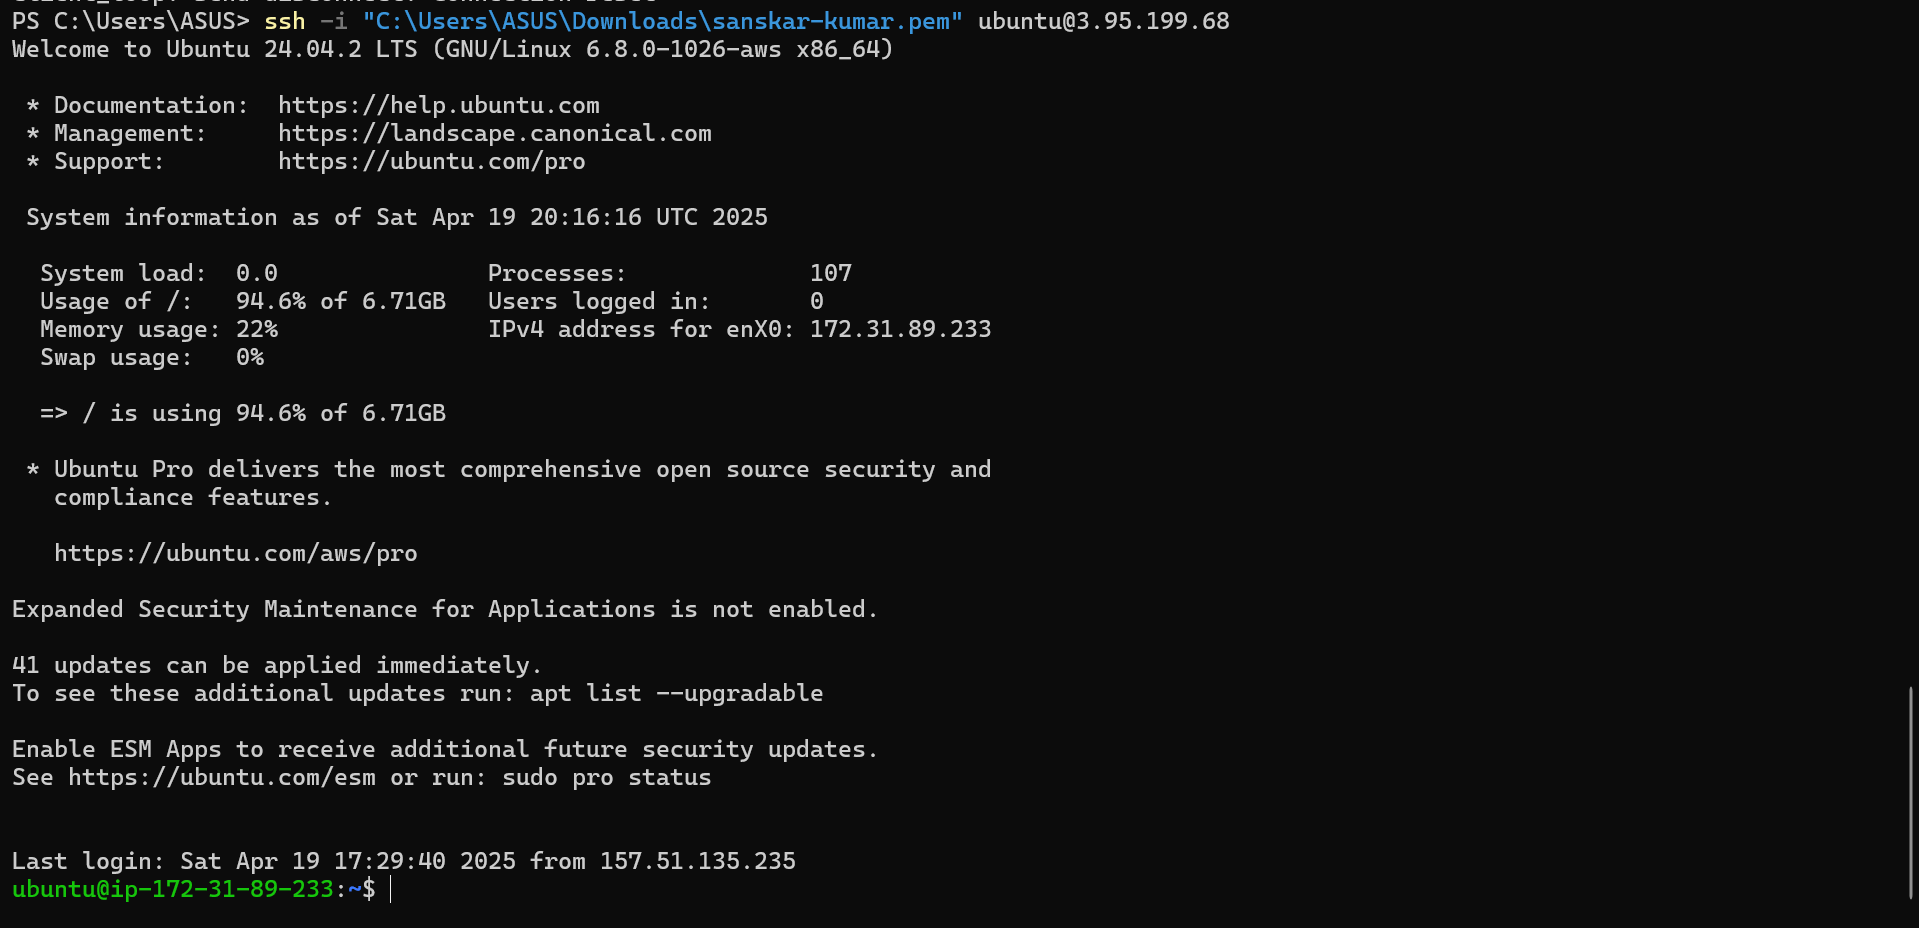 PS C:\Users\ASUS> ssh -i "C:\Users\ASUS\Downloads\sanskar-kumar.pem" ubuntu@3.95.199.68
Welcome to Ubuntu 24.04.2 LTS (GNU/Linux 6.8.0-1026-aws x86_64)
* Documentation: https://help.ubuntu.com
* Management: https://landscape.canonical.com
* Support: https://ubuntu.com/pro
System information as of Sat Apr 19 20:16:16 UTC 2025
System load: 0.0 Processes: 107
Usage of /: 94.6% of 6.71GB Users logged in: 0
Memory usage: 22% IPv4 address for enX0: 172.31.89.233
Swap usage: 0%
=> / is using 94.6% of 6.71GB
* Ubuntu Pro delivers the most comprehensive open source security and
compliance features.
https://ubuntu.com/aws/pro
Expanded Security Maintenance for Applications is not enabled.
41 updates can be applied immediately.
To see these additional updates run: apt list --upgradable
Enable ESM Apps to receive additional future security updates.
See https://ubuntu.com/esm or run: sudo pro status
Last login: Sat Apr 19 17:29:40 2025 from 157.51.135.235
ubuntu@ip-172-31-89-233:~$